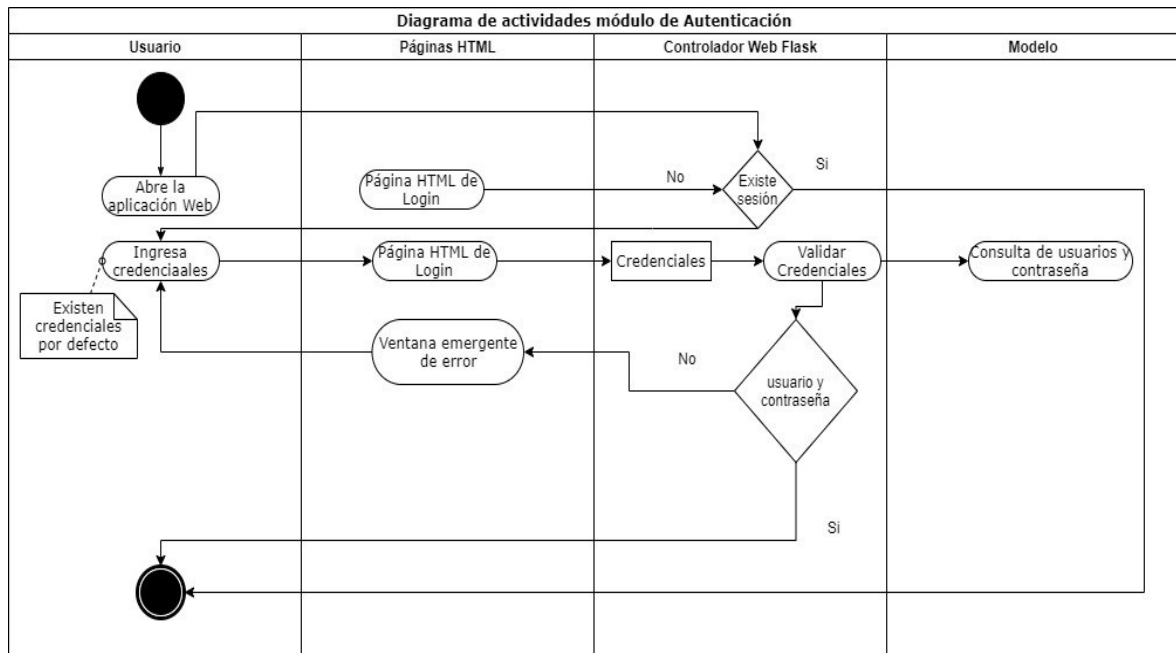 Diagrama de actividades módulo de Autenticación
Usuario
Páginas HTML
Controlador Web Flask
Modelo
Abre la
aplicación Web
Página HTML de
Login
No
Existe
sesión
Si
Ingresa
credenciaales
Página HTML de
Login
Credenciales
Validar
Credenciales
Consulta de usuarios y
contraseña
Existen
credenciales
por defecto
Ventana emergente
de error
No
usuario y
contraseña
Si